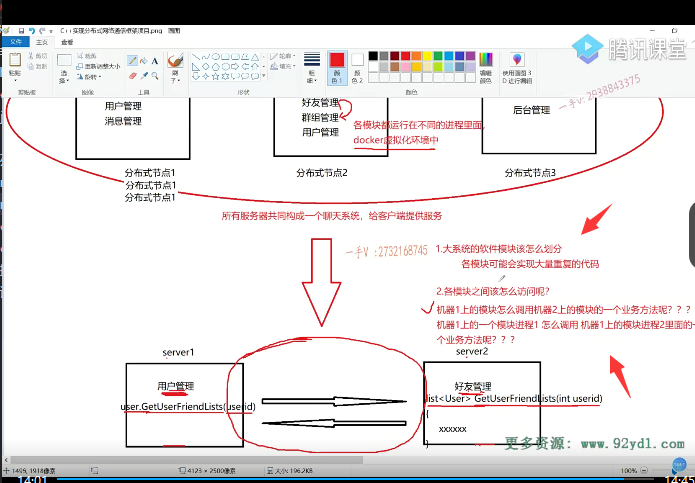 C++实现分布式网络通信框架项目.png - 画图
文件 主页 查看
粘贴 剪切 复制
选择 裁剪 重新调整大小 旋转
刷子
轮廓 填充
粗细
颜色 1 颜色 2
编辑颜色
使用画图 3D 进行编辑
剪贴板 图像 工具 形状 颜色
腾讯课堂
一手v: 2938843375
用户管理
消息管理
好友管理
群组管理
用户管理
后台管理
各模块都运行在不同的进程里面,
docker虚拟化环境中
分布式节点1
分布式节点1
分布式节点1
分布式节点2
分布式节点3
所有服务器共同构成一个聊天系统，给客户端提供服务
一手V :2732168745
1.大系统的软件模块该怎么划分
各模块可能会实现大量重复的代码
2.各模块之间该怎么访问呢?
机器1上的模块怎么调用机器2上的模块的一个业务方法呢？？？
机器1上的一个模块进程1 怎么调用 机器1上的模块进程2里面的一
个业务方法呢？？？
server1
用户管理
user.GetUserFriendLists(userid)
server2
好友管理
list<User> GetUserFriendLists(int userid)
{
xxxxxx
}
更多资源: www.92ydl.com
1496, 1918像素
4123 × 2500像素
大小: 196.2KB
100%
14:01
14:45